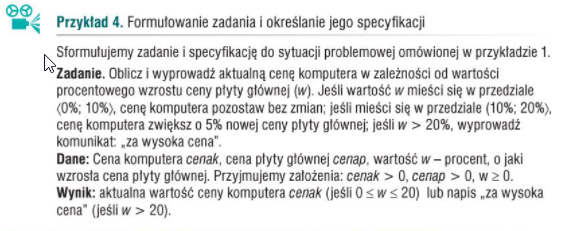 Przykład 4. Formułowanie zadania i określanie jego specyfikacji
Sformułujemy zadanie i specyfikację do sytuacji problemowej omówionej w przykładzie 1.
Zadanie. Oblicz i wyprowadź aktualną cenę komputera w zależności od wartości
procentowego wzrostu ceny płyty głównej (w). Jeśli wartość w mieści się w przedziale
⟨0%; 10%⟩, cenę komputera pozostaw bez zmian; jeśli mieści się w przedziale (10%; 20%⟩,
cenę komputera zwiększ o 5% nowej ceny płyty głównej; jeśli w > 20%, wyprowadź
komunikat: „za wysoka cena”.
Dane: Cena komputera cenak, cena płyty głównej cenap, wartość w – procent, o jaki
wzrosła cena płyty głównej. Przyjmujemy założenia: cenak > 0, cenap > 0, w ≥ 0.
Wynik: aktualna wartość ceny komputera cenak (jeśli 0 ≤ w ≤ 20) lub napis „za wysoka
cena” (jeśli w > 20).